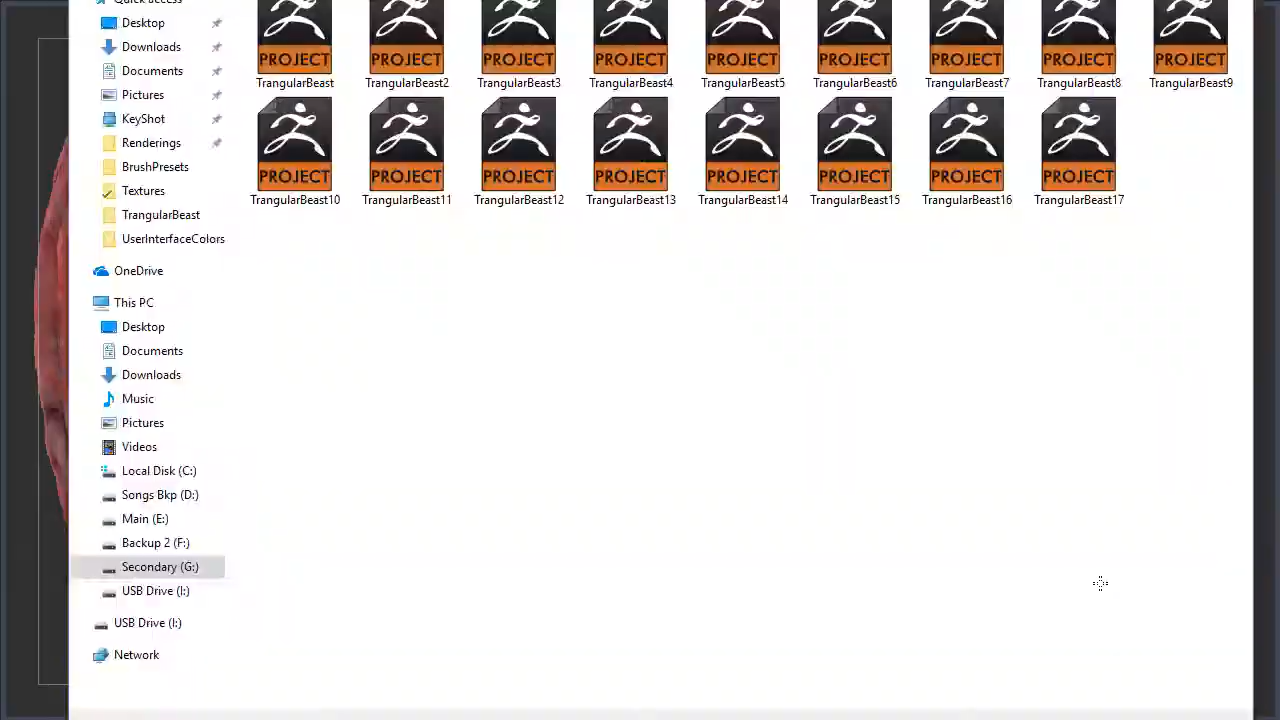 Quick access
Desktop
Downloads
Documents
Pictures
KeyShot
Renderings
BrushPresets
Textures
TrangularBeast
UserInterfaceColors
OneDrive
This PC
Desktop
Documents
Downloads
Music
Pictures
Videos
Local Disk (C:)
Songs Bkp (D:)
Main (E:)
Backup 2 (F:)
Secondary (G:)
USB Drive (I:)
USB Drive (I:)
Network
PROJECT PROJECT PROJECT PROJECT PROJECT PROJECT PROJECT PROJECT PROJECT
TrangularBeast TrangularBeast2 TrangularBeast3 TrangularBeast4 TrangularBeast5 TrangularBeast6 TrangularBeast7 TrangularBeast8 TrangularBeast9
PROJECT PROJECT PROJECT PROJECT PROJECT PROJECT PROJECT PROJECT
TrangularBeast10 TrangularBeast11 TrangularBeast12 TrangularBeast13 TrangularBeast14 TrangularBeast15 TrangularBeast16 TrangularBeast17